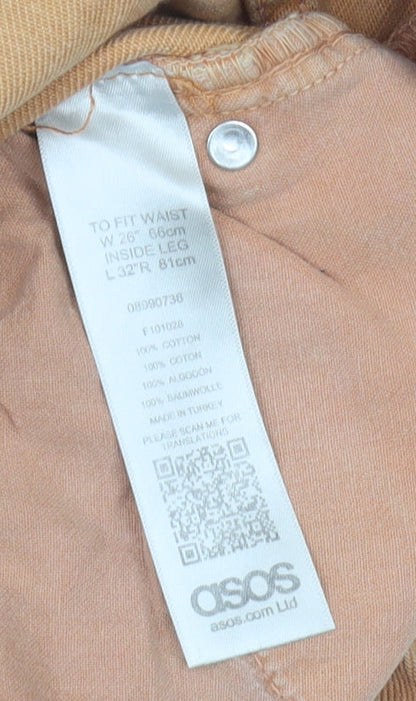 TO FIT WAIST
W 26" 66cm
INSIDE LEG
L 32"R 81cm
08990736
F101028
100% COTTON
100% COTON
100% ALGODÓN
100% BAUMWOLLE
MADE IN TURKEY
PLEASE SCAN ME FOR
TRANSLATIONS
asos
asos.com Ltd